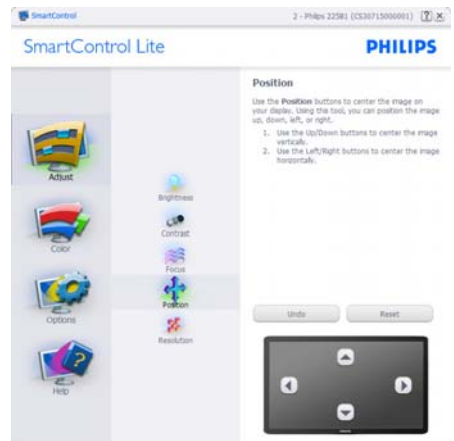 SmartControl
2 - Philips 225B1 (CS30715000001)
SmartControl Lite
PHILIPS
Adjust
Color
Options
Help
Brightness
Contrast
Focus
Position
Resolution
Position
Use the Position buttons to center the image on
your display. Using this tool, you can position the image
up, down, left, or right.
1. Use the Up/Down buttons to center the image
vertically.
2. Use the Left/Right buttons to center the image
horizontally.
Undo
Reset